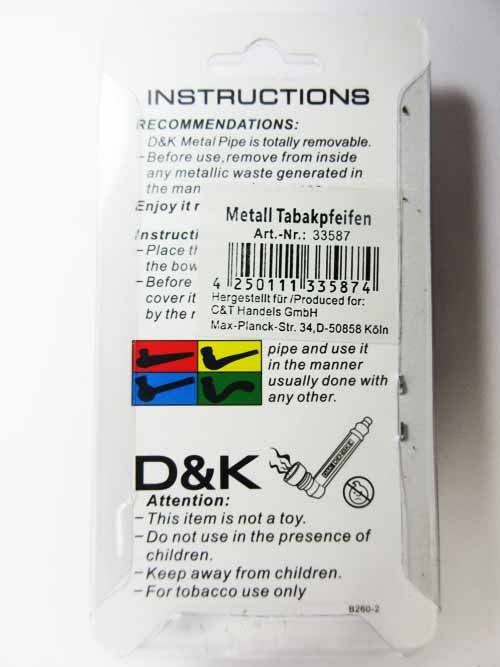 INSTRUCTIONS
RECOMMENDATIONS:
D&K Metal Pipe is totally removable.
-Before use,remove from inside
any metallic waste generated in
the man
Enjoy it
Metall Tabakpfeifen
Art.-Nr.: 33587
4 250111 335874
Hergestellt für /Produced for:
C&T Handels GmbH
Max-Planck-Str. 34,D-50858 Köln
Instructi
-Place th
the bow
-Before
cover it
by the
pipe and use it
in the manner
usually done with
any other.
D&K
Attention:
-This item is not a toy.
-Do not use in the presence of
children.
-Keep away from children.
-For tobacco use only
B260-2